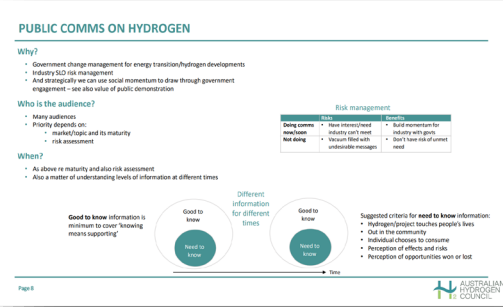 PUBLIC COMMS ON HYDROGEN
Why?
• Government change management for energy transition/hydrogen developments
• Industry SLO risk management
• And strategically we can use social momentum to draw through government
engagement – see also value of public demonstration
Who is the audience?
• Many audiences
• Priority depends on:
• market/topic and its maturity
• risk assessment
When?
• As above re maturity and also risk assessment
• Also a matter of understanding levels of information at different times
Risk management
Risks Benefits
Doing comms now/soon • Have interest/need industry can't meet • Build momentum for industry with govts
Not doing • Vacuum filled with undesirable messages • Don't have risk of unmet need
Different
information
for different
times
Good to know information is
minimum to cover 'knowing
means supporting'
Good to
know
Need to
know
Good to
know
Need to
know
Time
Suggested criteria for need to know information:
• Hydrogen/project touches people's lives
• Out in the community
• Individual chooses to consume
• Perception of effects and risks
• Perception of opportunities won or lost
Page 8
AUSTRALIAN
HYDROGEN
COUNCIL